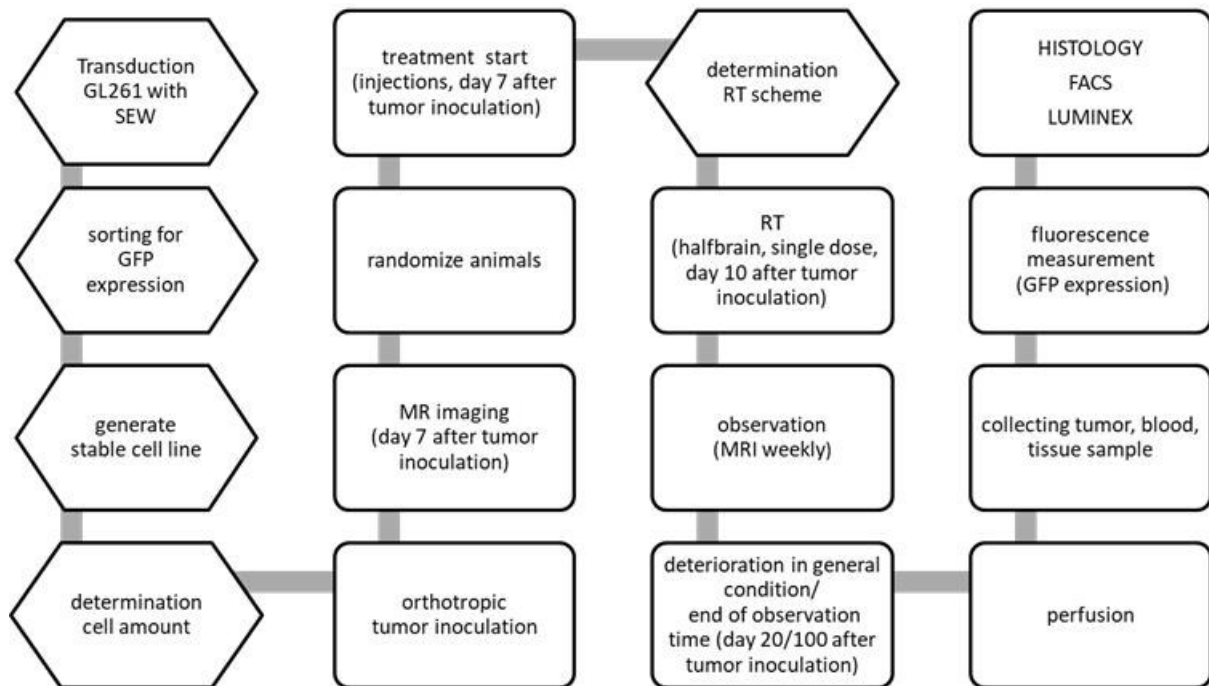 Transduction
GL261 with
SEW
sorting for
GFP
expression
generate
stable cell line
determination
cell amount
orthotropic
tumor inoculation
MR imaging
(day 7 after tumor
inoculation)
randomize animals
treatment start
(injections, day 7 after
tumor inoculation)
determination
RT scheme
RT
(halfbrain, single dose,
day 10 after tumor
inoculation)
observation
(MRI weekly)
deterioration in general
condition/
end of observation
time (day 20/100 after
tumor inoculation)
perfusion
collecting tumor, blood,
tissue sample
fluorescence
measurement
(GFP expression)
HISTOLOGY
FACS
LUMINEX